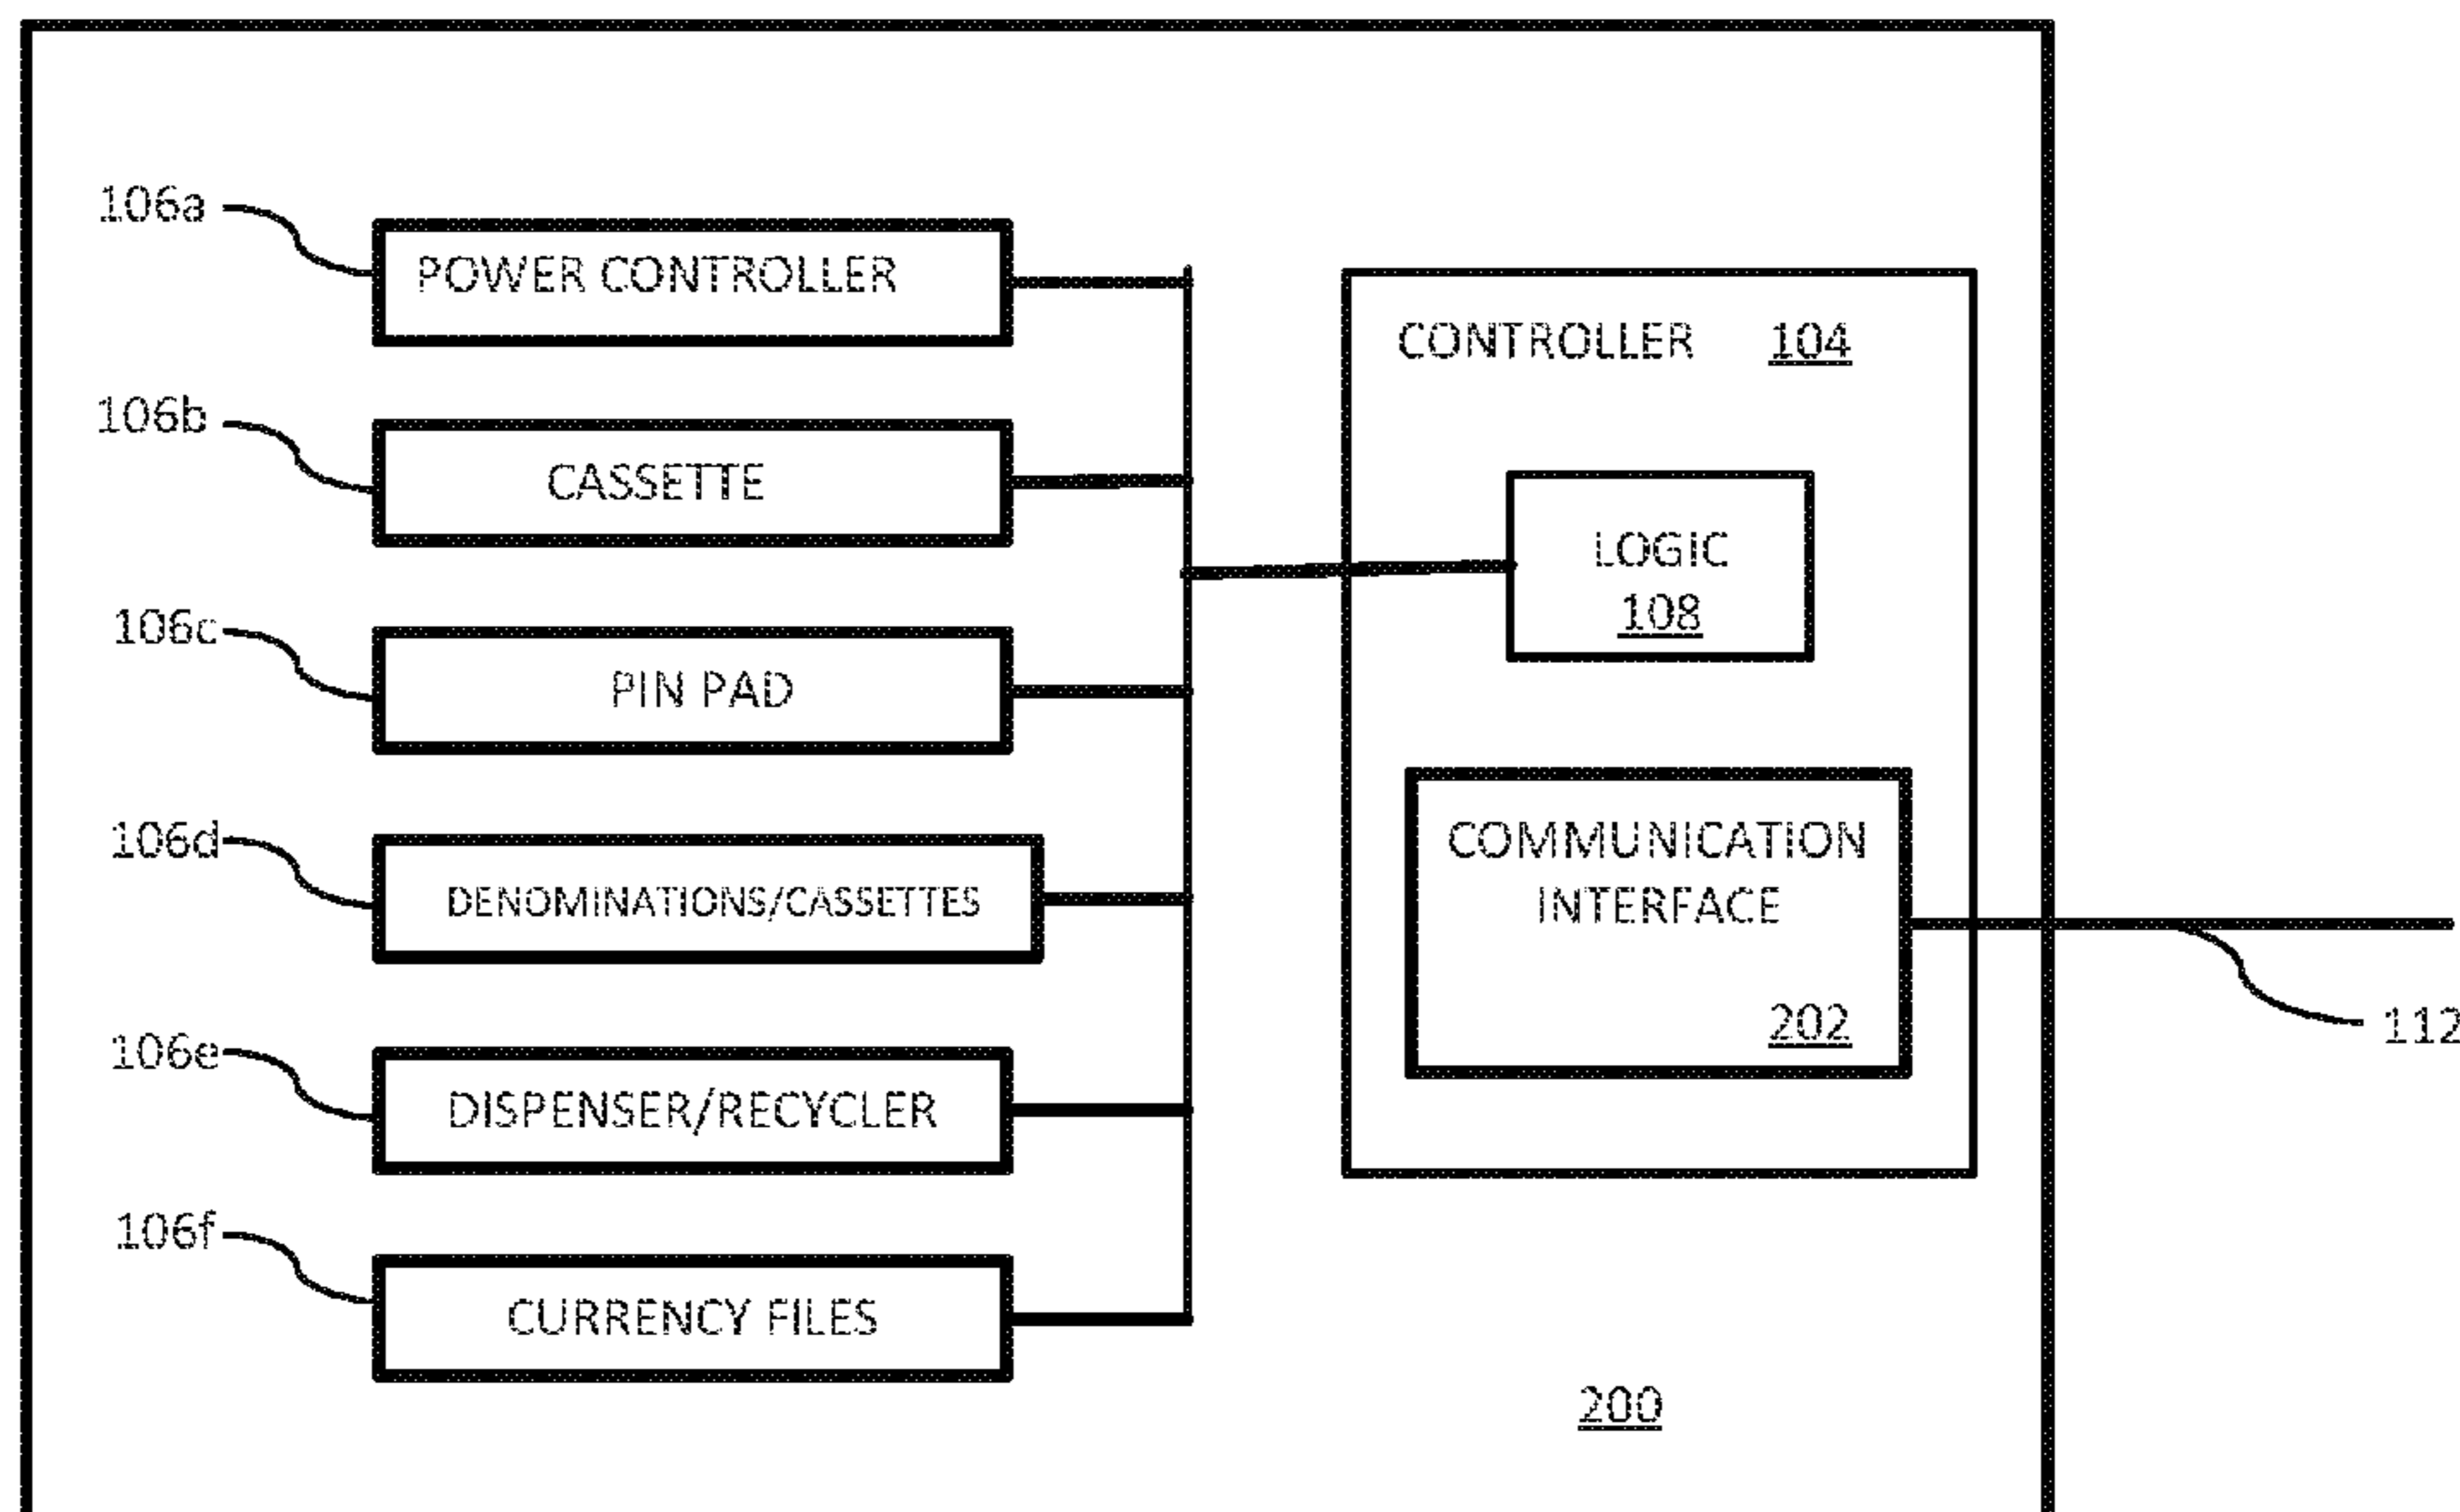 106a
POWER CONTROLLER
CONTROLLER 104
106b
CASSETTE
LOGIC
108
106c
PIN PAD
106d
DENOMINATIONS/CASSETTES
COMMUNICATION
INTERFACE
202
112
106e
DISPENSER/RECYCLER
106f
CURRENCY FILES
200